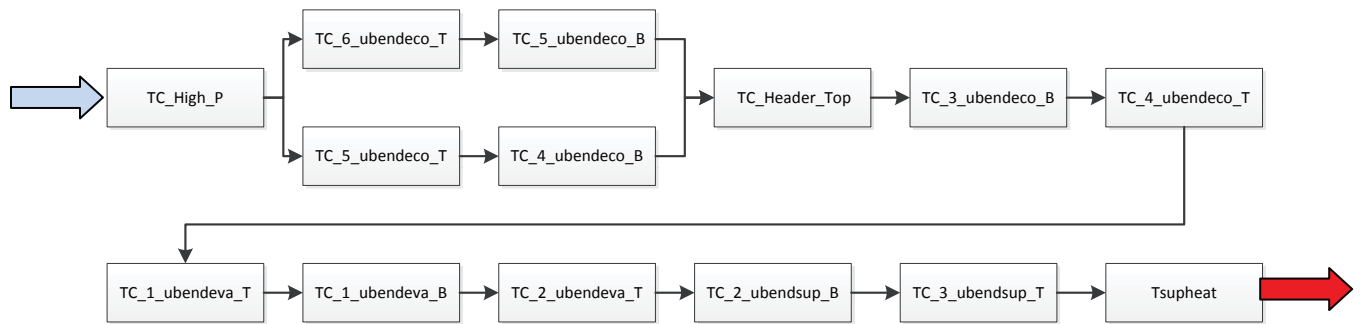 TC_High_P
TC_6_ubendeco_T
TC_5_ubendeco_B
TC_5_ubendeco_T
TC_4_ubendeco_B
TC_Header_Top
TC_3_ubendeco_B
TC_4_ubendeco_T
TC_1_ubendeva_T
TC_1_ubendeva_B
TC_2_ubendeva_T
TC_2_ubendsup_B
TC_3_ubendsup_T
Tsupheat